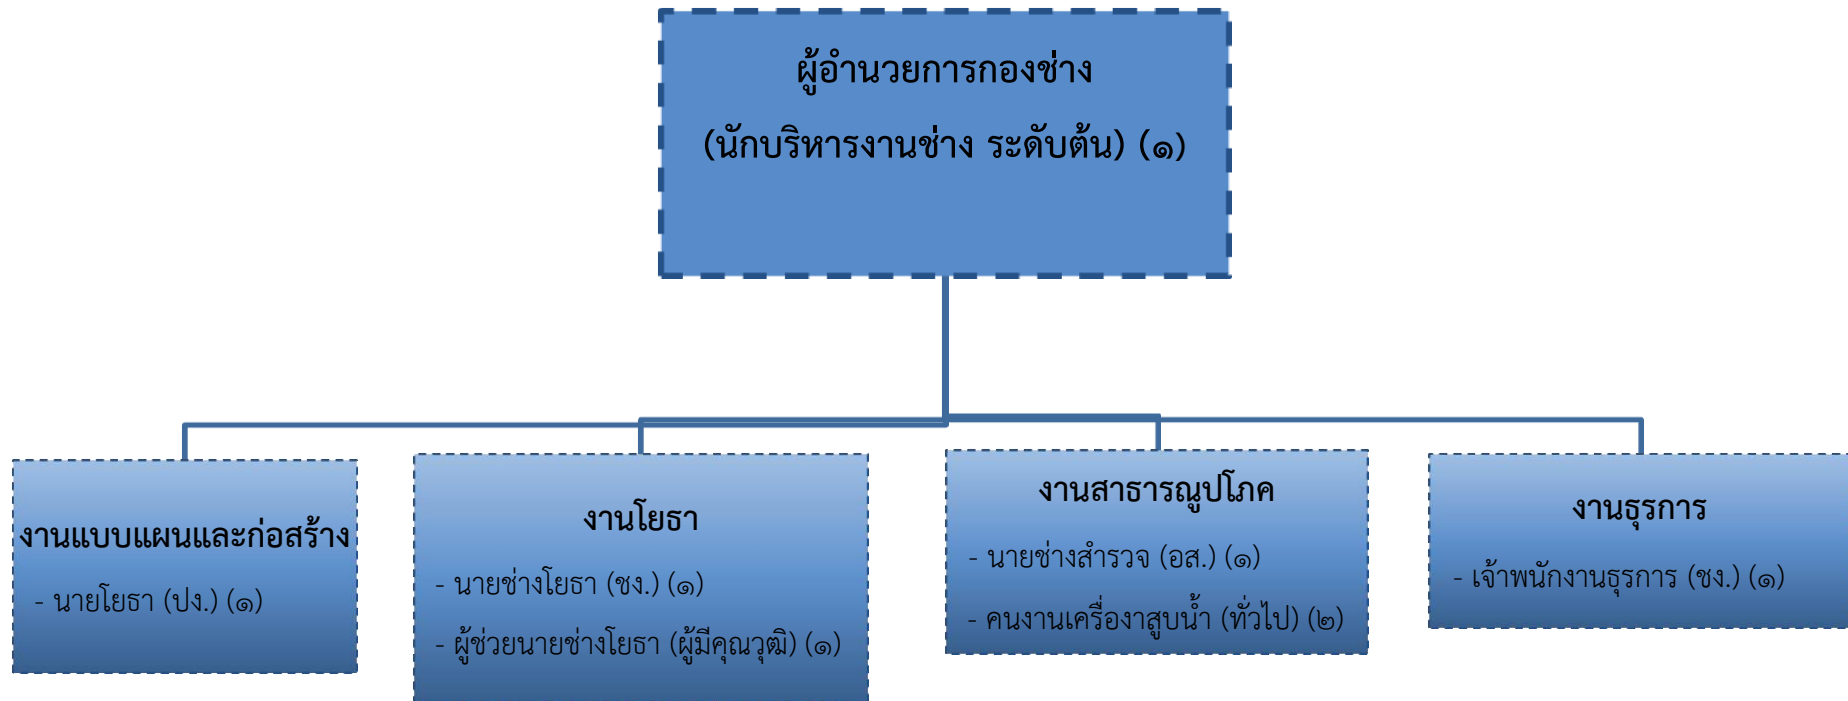 ผู้อำนวยการกองช่าง
(นักบริหารงานช่าง ระดับต้น) (๑)
งานแบบแผนและก่อสร้าง
- นายโยธา (ปง.) (๑)
งานโยธา
- นายช่างโยธา (ชง.) (๑)
- ผู้ช่วยนายช่างโยธา (ผู้มีคุณวุฒิ) (๑)
งานสาธารณูปโภค
- นายช่างสำรวจ (อส.) (๑)
- คนงานเครื่องาสูบน้ำ (ทั่วไป) (๒)
งานธุรการ
- เจ้าพนักงานธุรการ (ชง.) (๑)